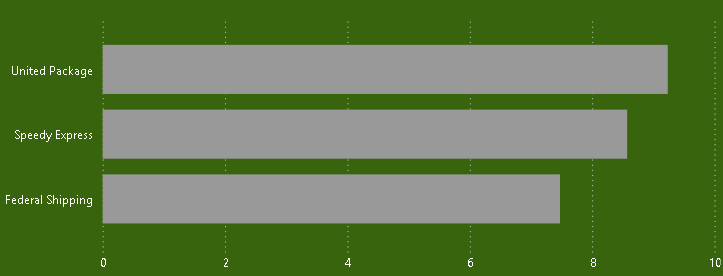 United Package
Speedy Express
Federal Shipping
0 2 4 6 8 10